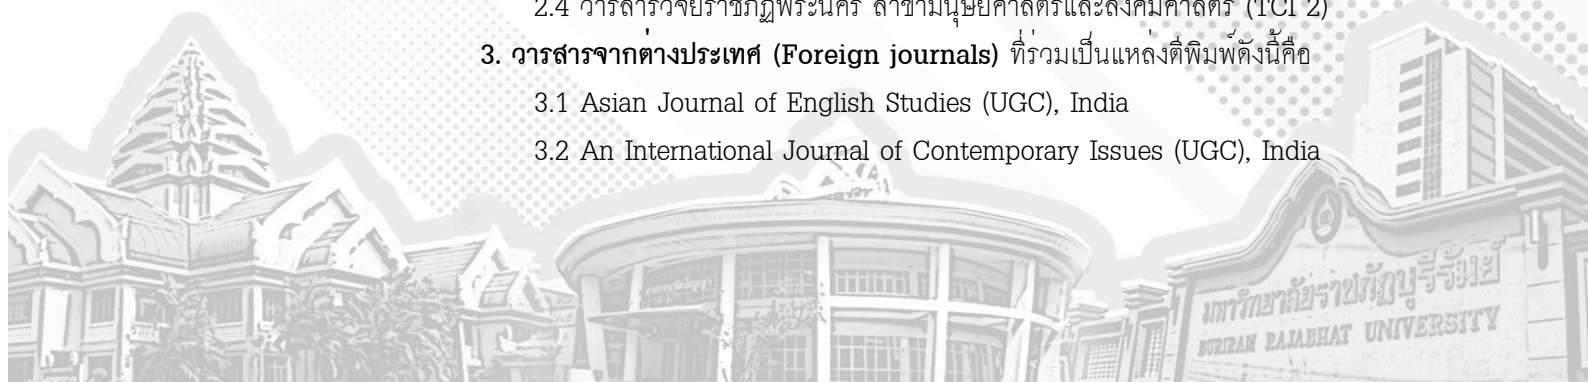 2.4 วารสารวิจัยราชภัฏพระนคร สาขามนุษยศาสตร์และสังคมศาสตร์ (TCI 2)
3. วารสารจากต่างประเทศ (Foreign journals) ที่ร่วมเป็นแหล่งตีพิมพ์ดังนี้คือ
3.1 Asian Journal of English Studies (UGC), India
3.2 An International Journal of Contemporary Issues (UGC), India
มหาวิทยาลัยราชภัฏบุรีรัมย์
BURIRAM RAJABHAT UNIVERSITY